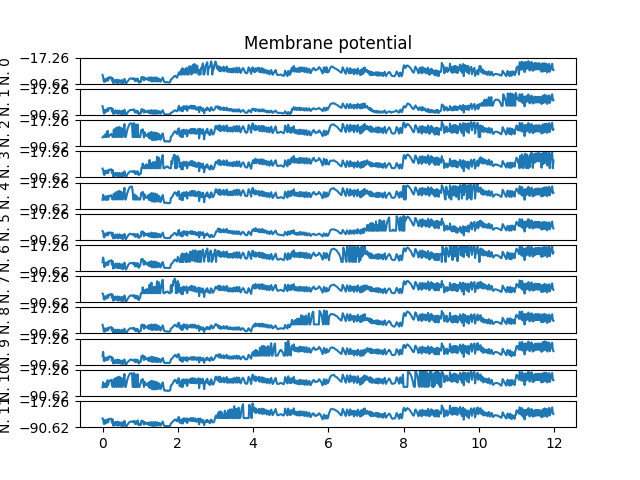 Membrane potential
−17.26
−90.62
N. 0
−17.26
−90.62
N. 1
−17.26
−90.62
N. 2
−17.26
−90.62
N. 3
−17.26
−90.62
N. 4
−17.26
−90.62
N. 5
−17.26
−90.62
N. 6
−17.26
−90.62
N. 7
−17.26
−90.62
N. 8
−17.26
−90.62
N. 9
−17.26
−90.62
N. 10
−17.26
−90.62
N. 11
0 2 4 6 8 10 12